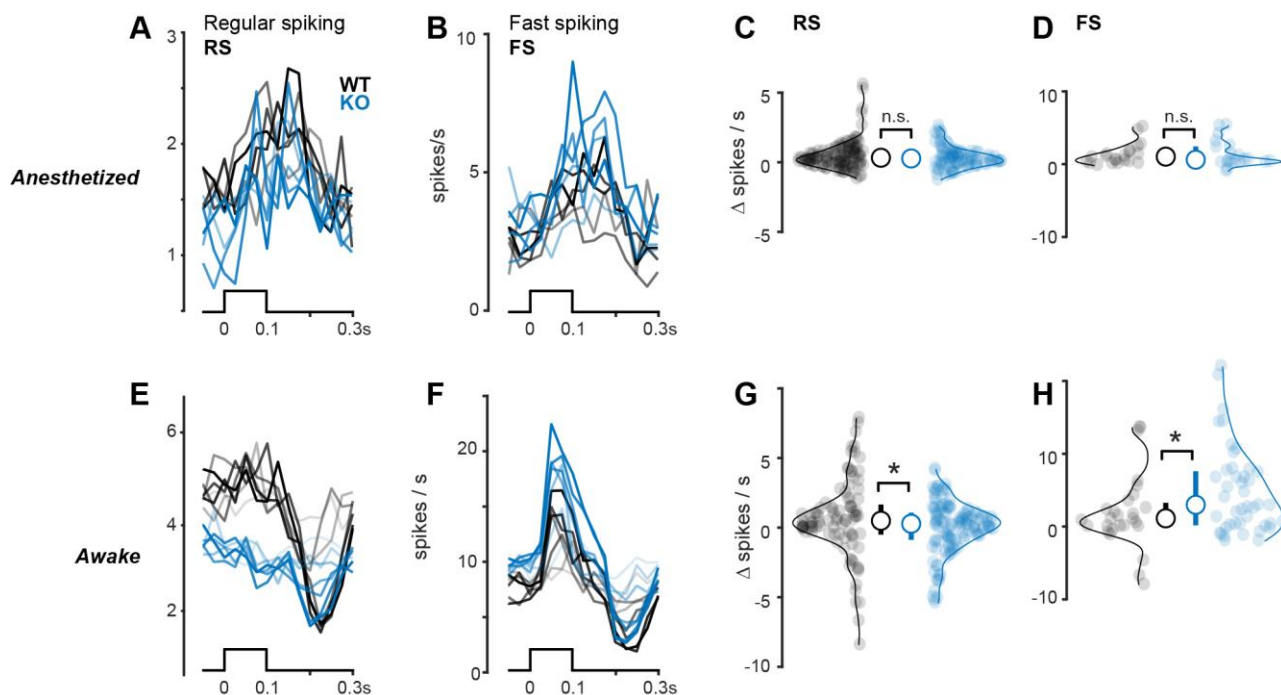 A
Regular spiking
RS
WT
KO
Anesthetized
3
2
1
0
0.1
0.3s
B
Fast spiking
FS
spikes/s
10
5
0
0
0.1
0.3s
C
RS
Δ spikes / s
5
0
-5
n.s.
D
FS
10
0
-10
n.s.
E
Awake
6
4
2
0
0.1
0.3s
F
spikes / s
20
10
0
0
0.1
0.3s
G
Δ spikes / s
10
5
0
-5
-10
*
H
10
0
-10
*